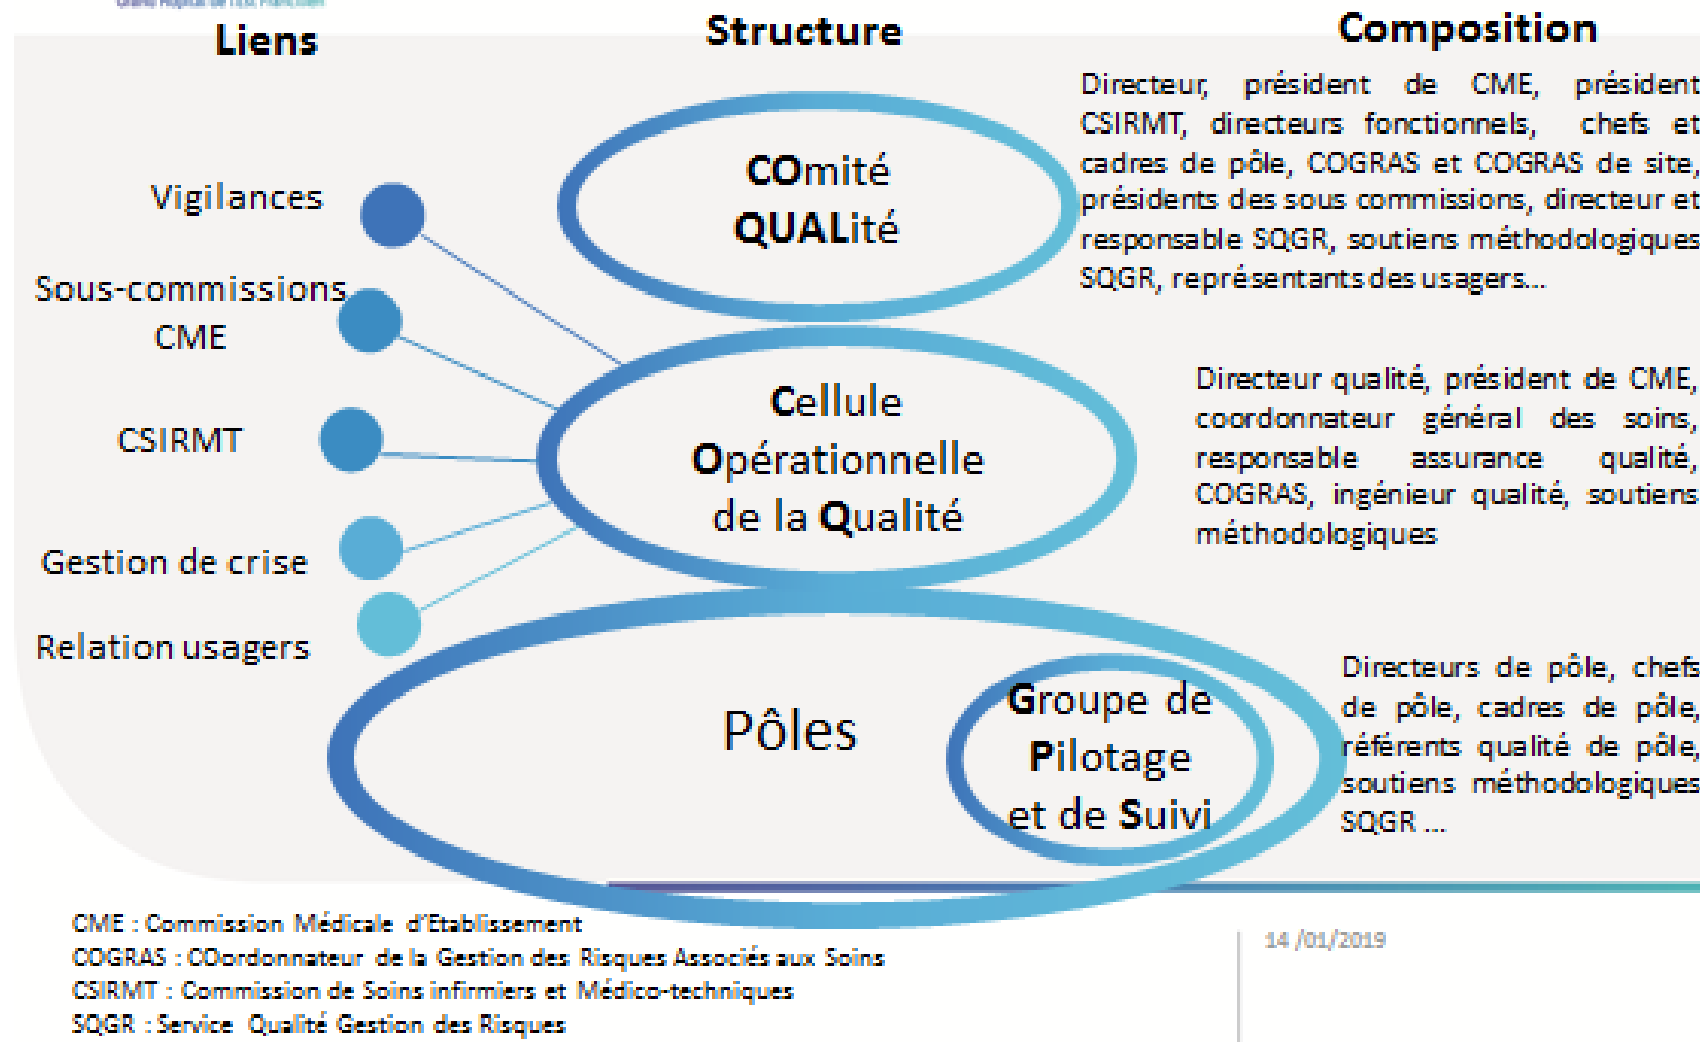 Grand Hôpital de l'Est Francilien
Liens
Structure
Composition
Vigilances
Sous-commissions
CME
CSIRMT
Gestion de crise
Relation usagers
COmité
QUALité
Cellule
Opérationnelle
de la Qualité
Pôles
Groupe de
Pilotage
et de Suivi
Directeur, président de CME, président
CSIRMT, directeurs fonctionnels, chefs et
cadres de pôle, COGRAS et COGRAS de site,
présidents des sous commissions, directeur et
responsable SQGR, soutiens méthodologiques
SQGR, représentants des usagers...
Directeur qualité, président de CME,
coordonnateur général des soins,
responsable assurance qualité,
COGRAS, ingénieur qualité, soutiens
méthodologiques
Directeurs de pôle, chefs
de pôle, cadres de pôle,
référents qualité de pôle,
soutiens méthodologiques
SQGR ...
CME : Commission Médicale d'Etablissement
COGRAS : COordonnateur de la Gestion des Risques Associés aux Soins
CSIRMT : Commission de Soins infirmiers et Médico-techniques
SQGR : Service Qualité Gestion des Risques
14 /01/2019